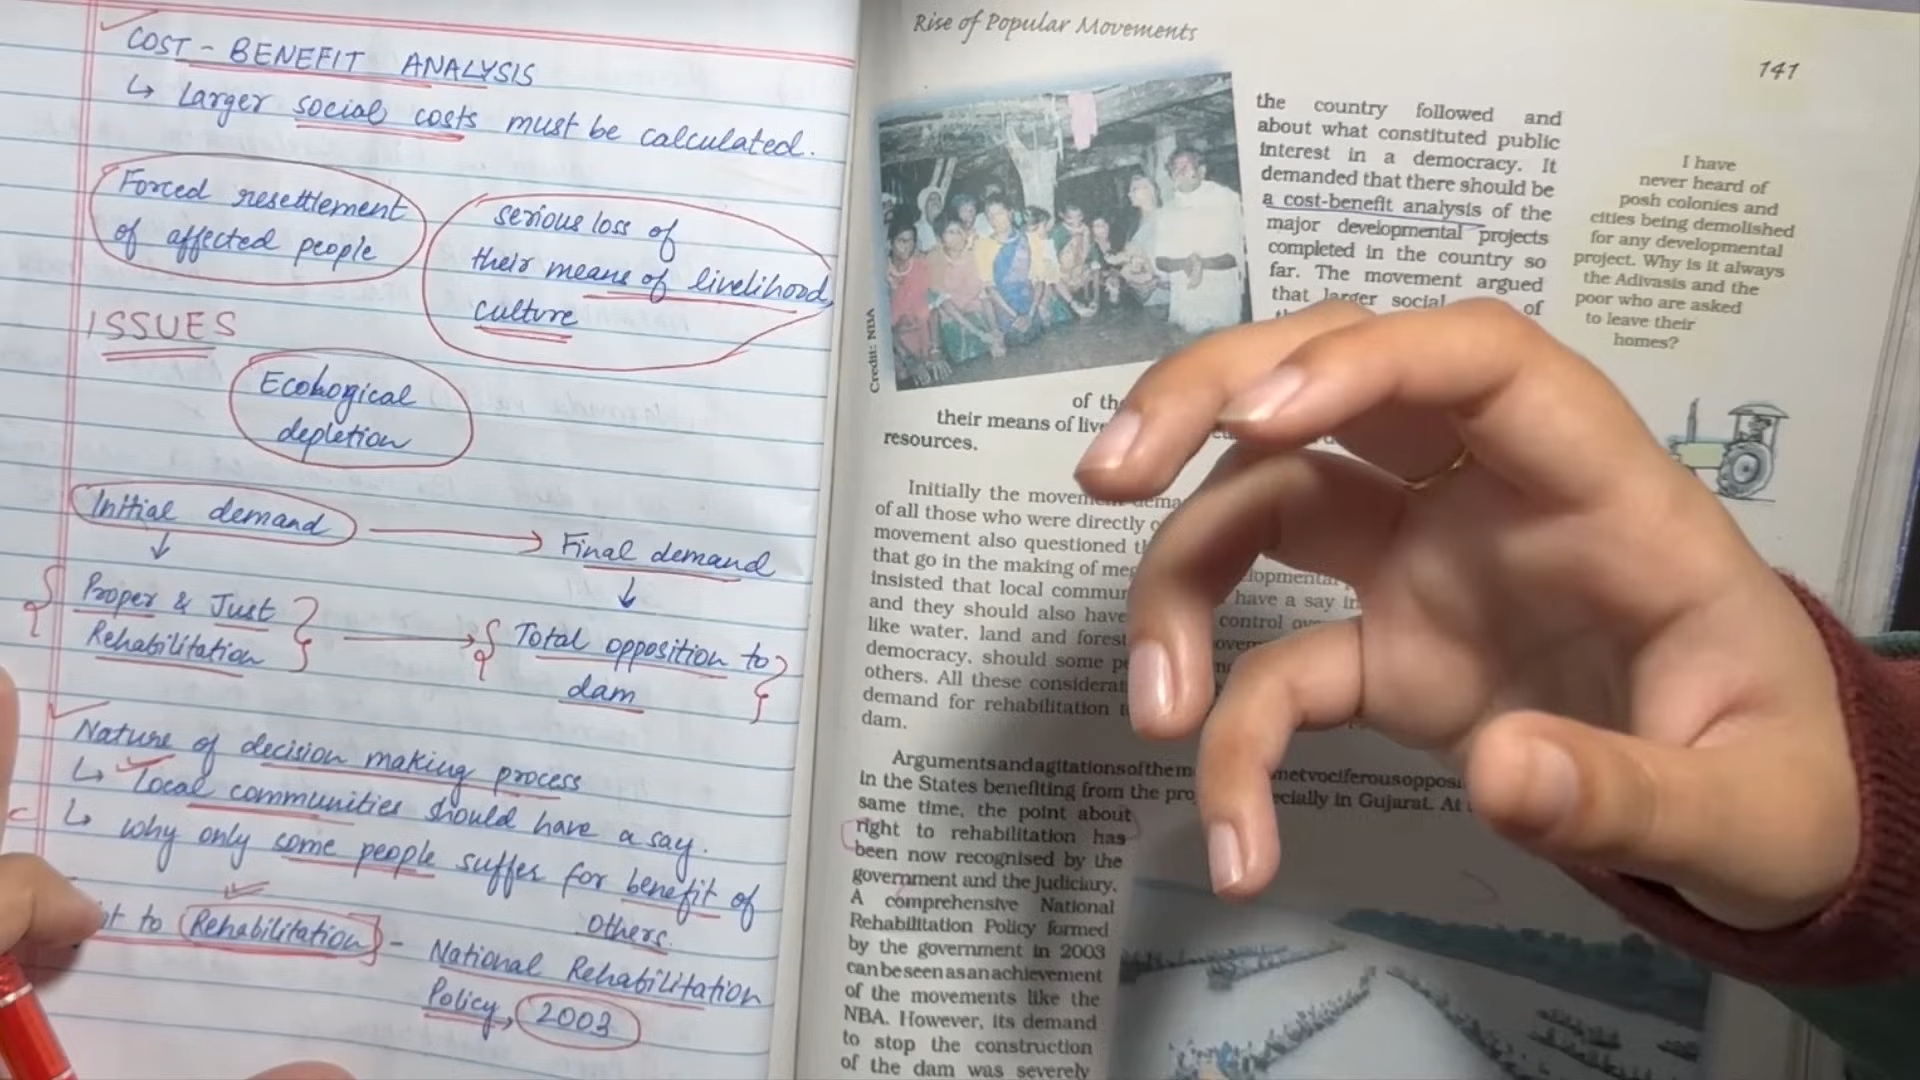 COST - BENEFIT ANALYSIS
↳ Larger social costs must be calculated.
Forced resettlement
of affected people
serious loss of
their means of livelihood,
culture
ISSUES
Ecological
depletion
Initial demand → Final demand
Proper & Just
Rehabilitation
Total opposition to
dam
Nature of decision making process
↳ Local communities should have a say.
↳ why only some people suffer for benefit of
others.
to Rehabilitation - National Rehabilitation
Policy, 2003
Rise of Popular Movements
141
Credit: NBA
the country followed and
about what constituted public
interest in a democracy. It
demanded that there should be
a cost-benefit analysis of the
major developmental projects
completed in the country so
far. The movement argued
that larger social of
of
their means of
resources.
I have
never heard of
posh colonies and
cities being demolished
for any developmental
project. Why is it always
the Adivasis and the
poor who are asked
to leave their
homes?
Initially the
of all those who were directly
movement also questioned
that go in the making of
insisted that local have a say
and they should also have control
like water, land and
democracy, should some
others. All these
demand for rehabilitation
dam.
Arguments and agitations of the met vociferous
in the States benefiting from the especially in Gujarat. At
same time, the point about
right to rehabilitation has
been now recognised by the
government and the judiciary.
A comprehensive National
Rehabilitation Policy formed
by the government in 2003
can be seen as an achievement
of the movements like the
NBA. However, its demand
to stop the construction
of the dam was severely